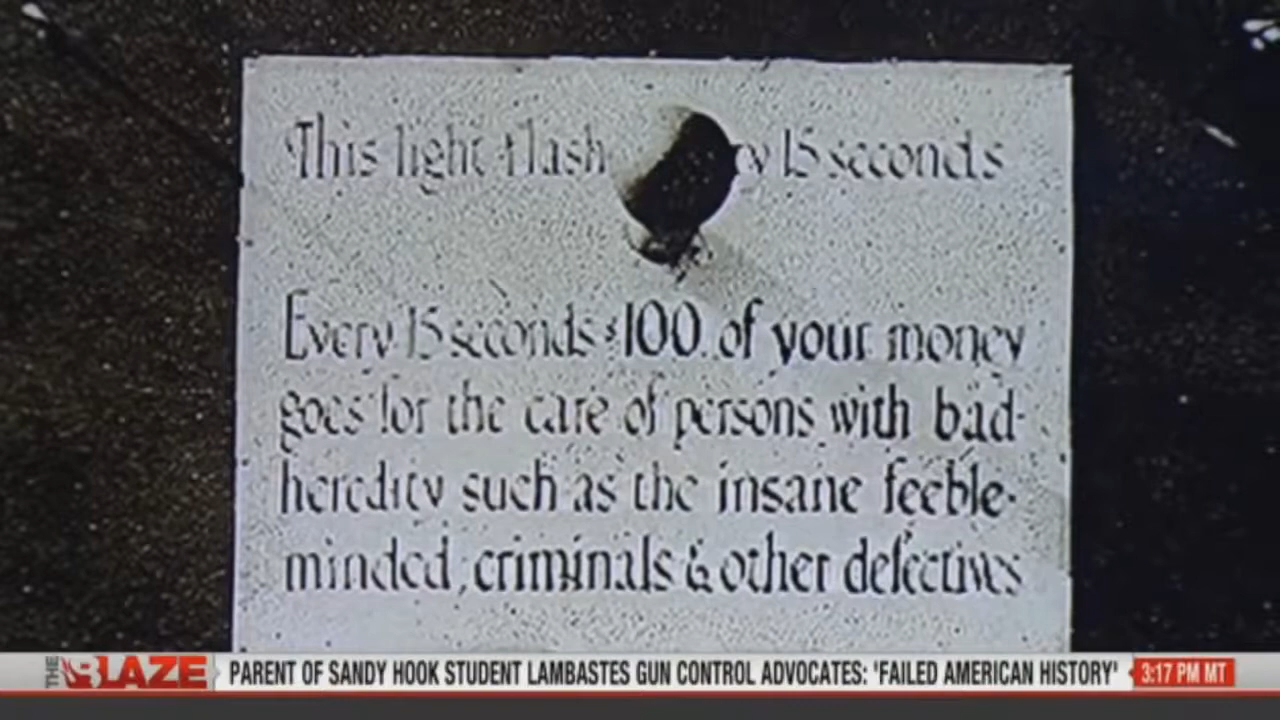 This light flash y 15 seconds
Every 15 seconds $100 of your money
goes for the care of persons with bad-
heredity such as the insane feeble-
minded, criminals & other defectives
THE BLAZE PARENT OF SANDY HOOK STUDENT LAMBASTES GUN CONTROL ADVOCATES: "FAILED AMERICAN HISTORY" 3:17 PM MT